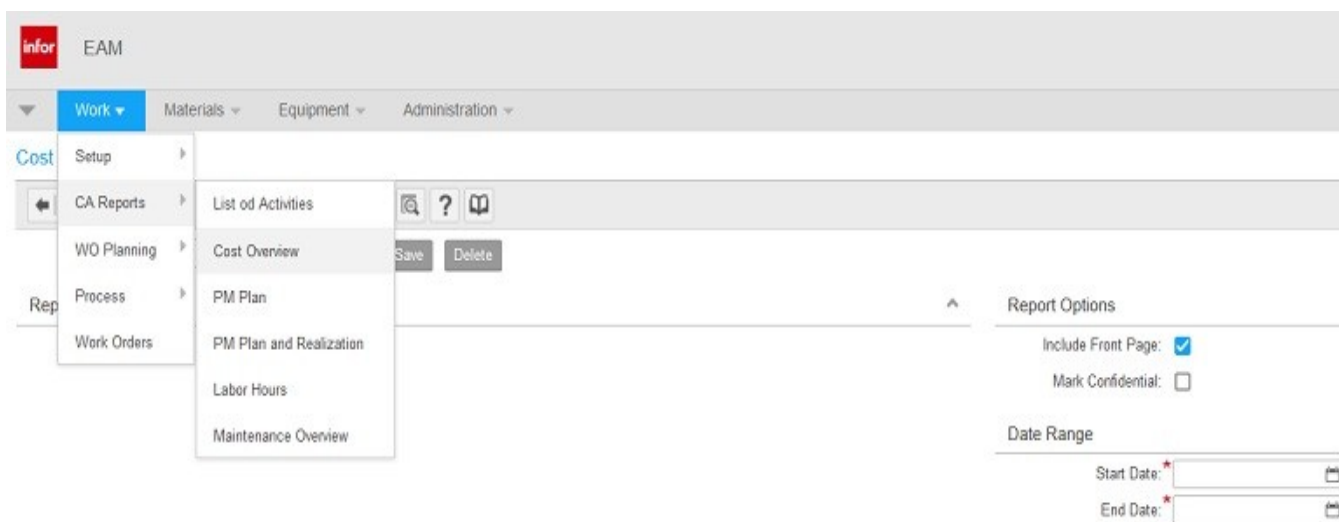 infor EAM
Work Materials Equipment Administration
Cost
Setup
CA Reports
WO Planning
Process
Work Orders
List od Activities
Cost Overview
PM Plan
PM Plan and Realization
Labor Hours
Maintenance Overview
?
Save Delete
Rep
Report Options
Include Front Page:
Mark Confidential:
Date Range
Start Date:*
End Date:*